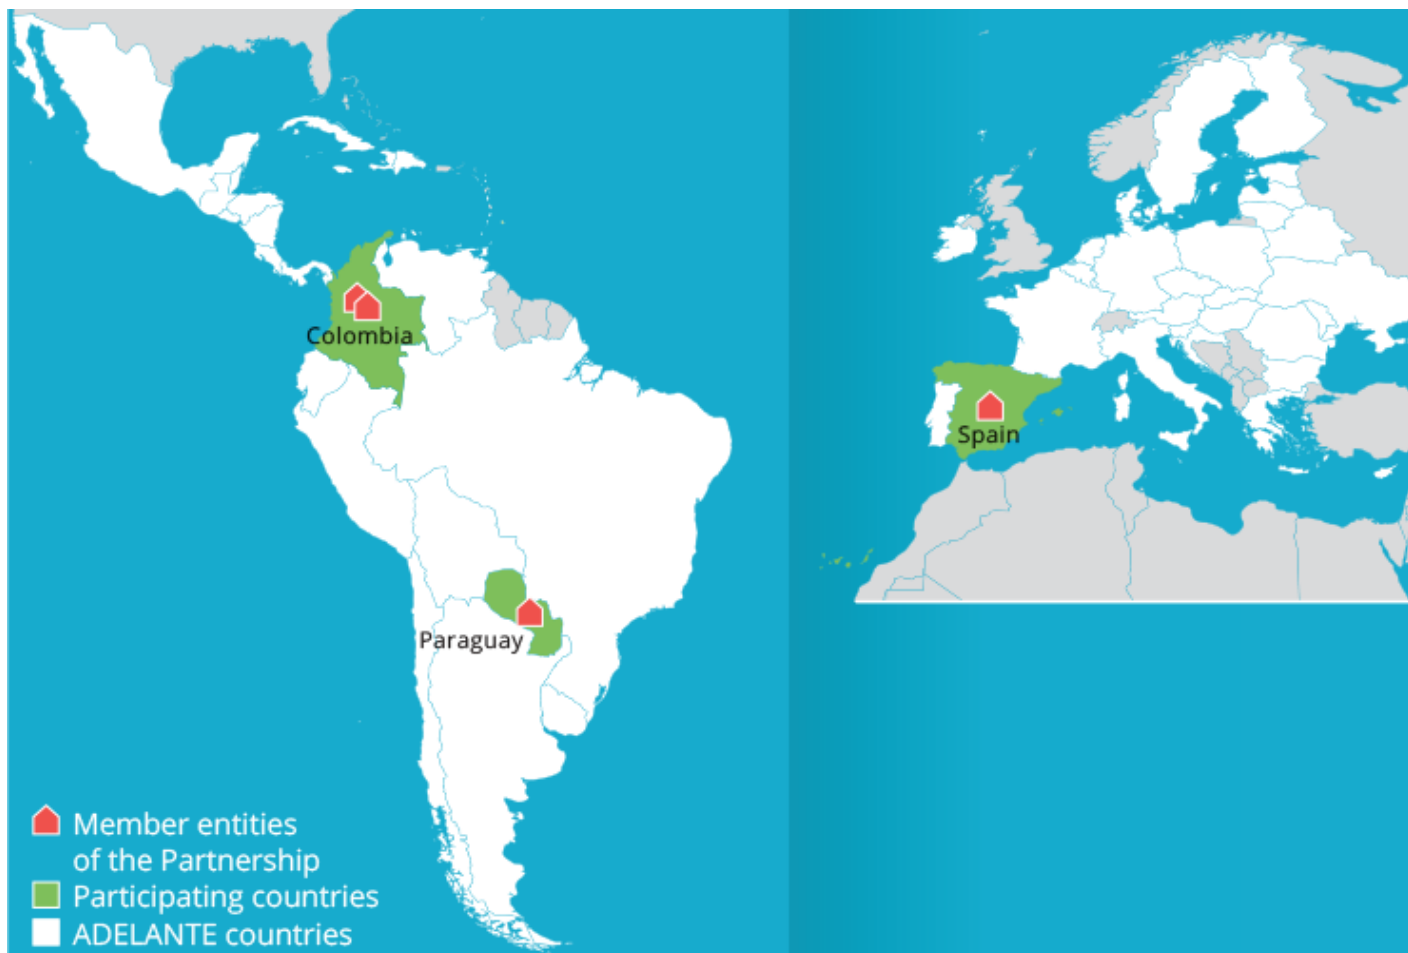 Colombia
Spain
Paraguay
Member entities
of the Partnership
Participating countries
ADELANTE countries